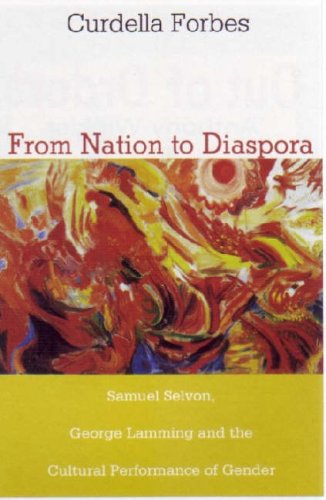 Curdella Forbes
From Nation to Diaspora
Samuel Selvon,
George Lamming and the
Cultural Performance of Gender